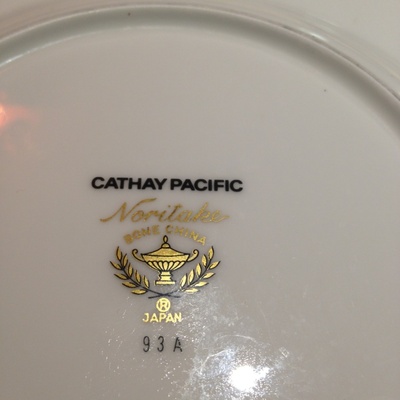 CATHAY PACIFIC
Noritake
BONE CHINA
®
JAPAN
93A